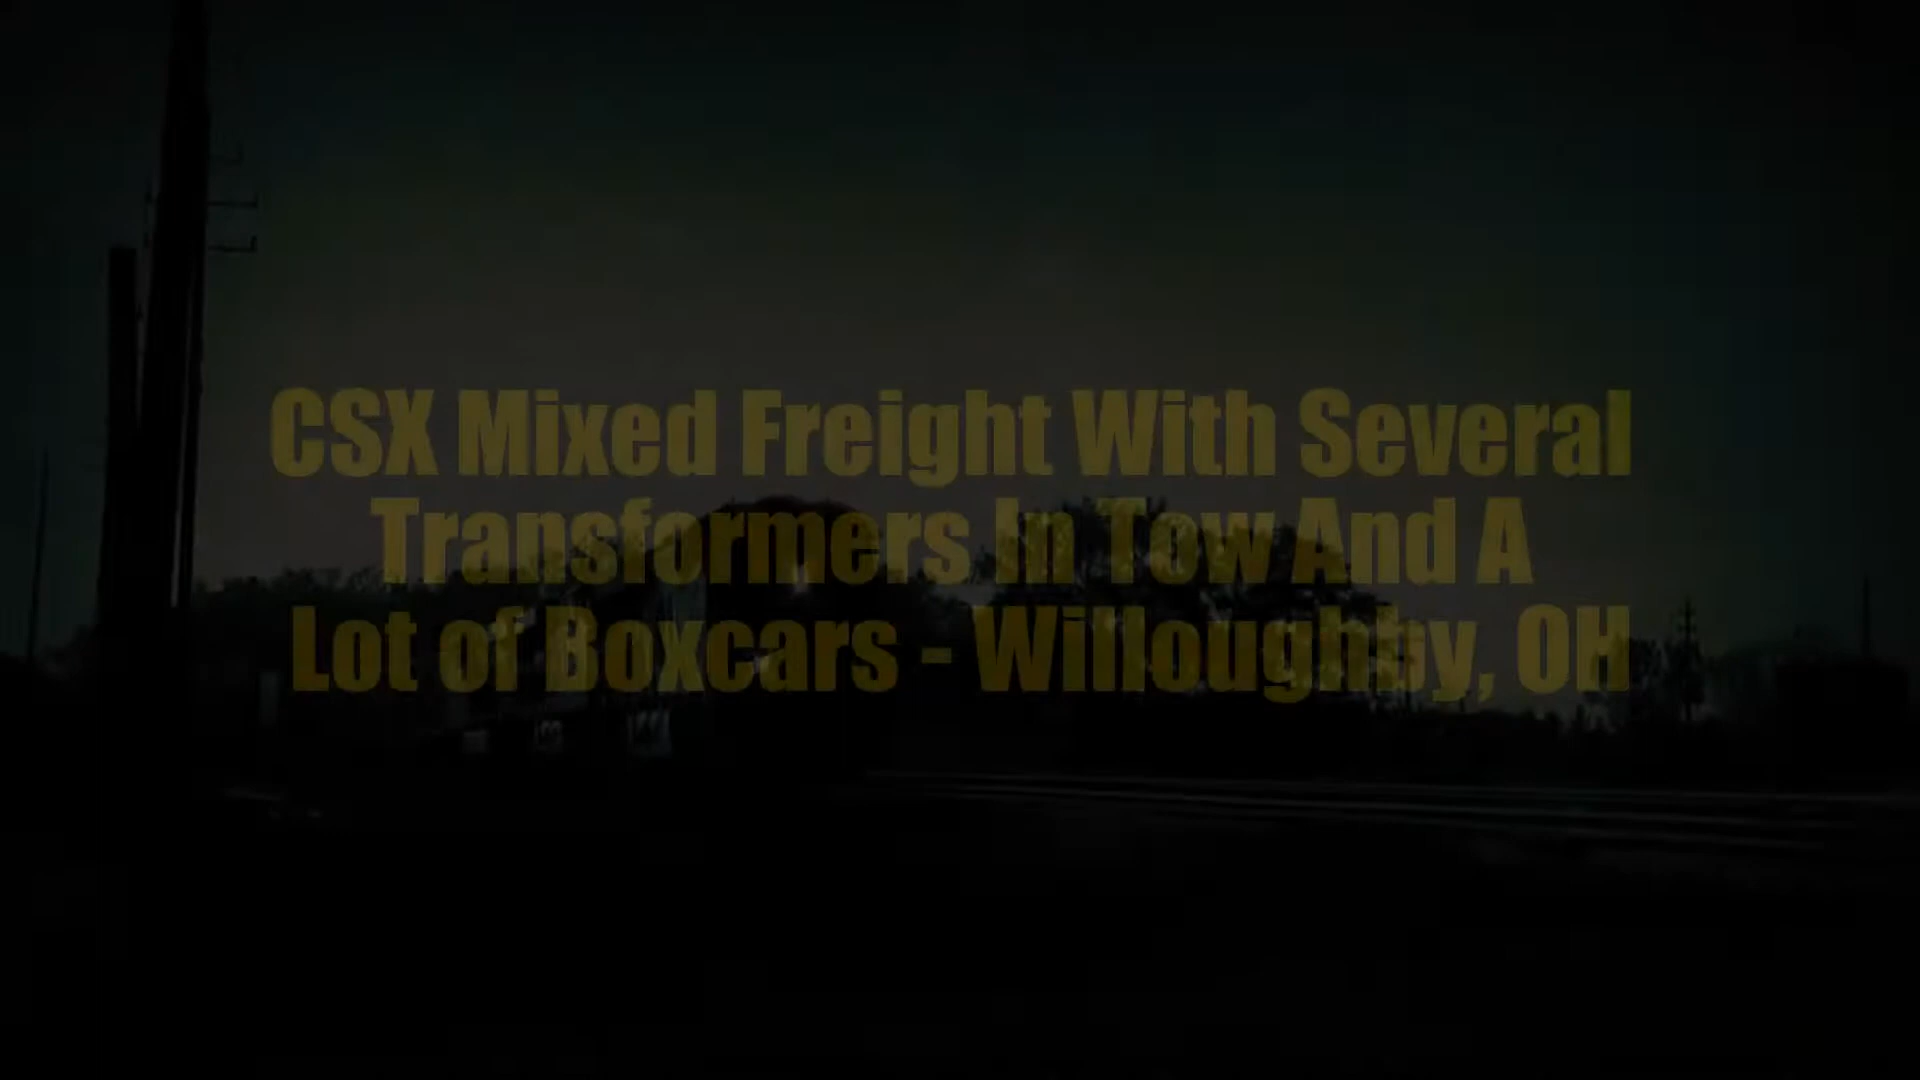 CSX Mixed Freight With Several
Transformers In Tow And A
Lot of Boxcars - Willoughby, OH